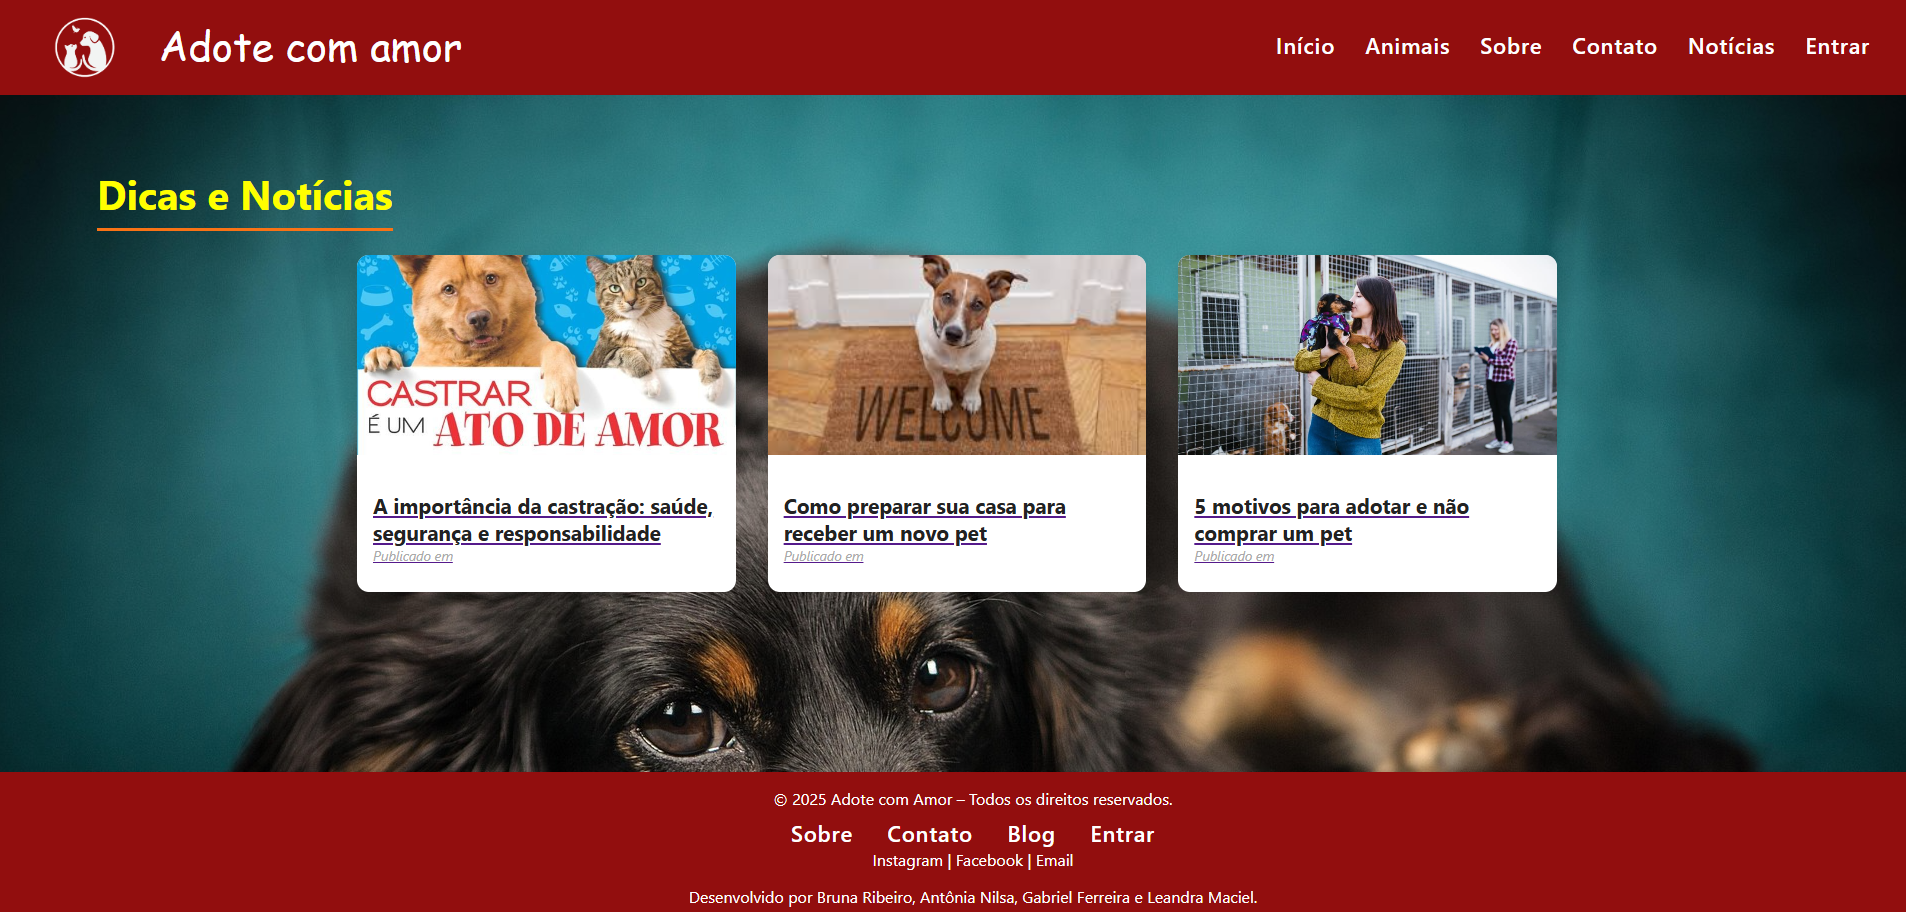 Adote com amor
Início Animais Sobre Contato Notícias Entrar
Dicas e Notícias
CASTRAR
É UM ATO DE AMOR
WELCOME
A importância da castração: saúde,
segurança e responsabilidade
Publicado em
Como preparar sua casa para
receber um novo pet
Publicado em
5 motivos para adotar e não
comprar um pet
Publicado em
© 2025 Adote com Amor – Todos os direitos reservados.
Sobre Contato Blog Entrar
Instagram | Facebook | Email
Desenvolvido por Bruna Ribeiro, Antônia Nilsa, Gabriel Ferreira e Leandra Maciel.